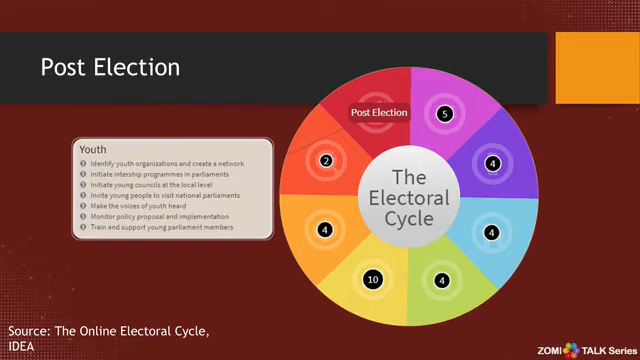 Post Election
Youth
Identify youth organizations and create a network
Initiate intership programmes in parliaments
Initiate young councils at the local level
Invite young people to visit national parliaments
Make the voices of youth heard
Monitor policy proposal and implementation
Train and support young parliament members
Post Election
5
2
4
The
Electoral
Cycle
4
4
10
4
Source: The Online Electoral Cycle,
IDEA
ZOMI TALK Series